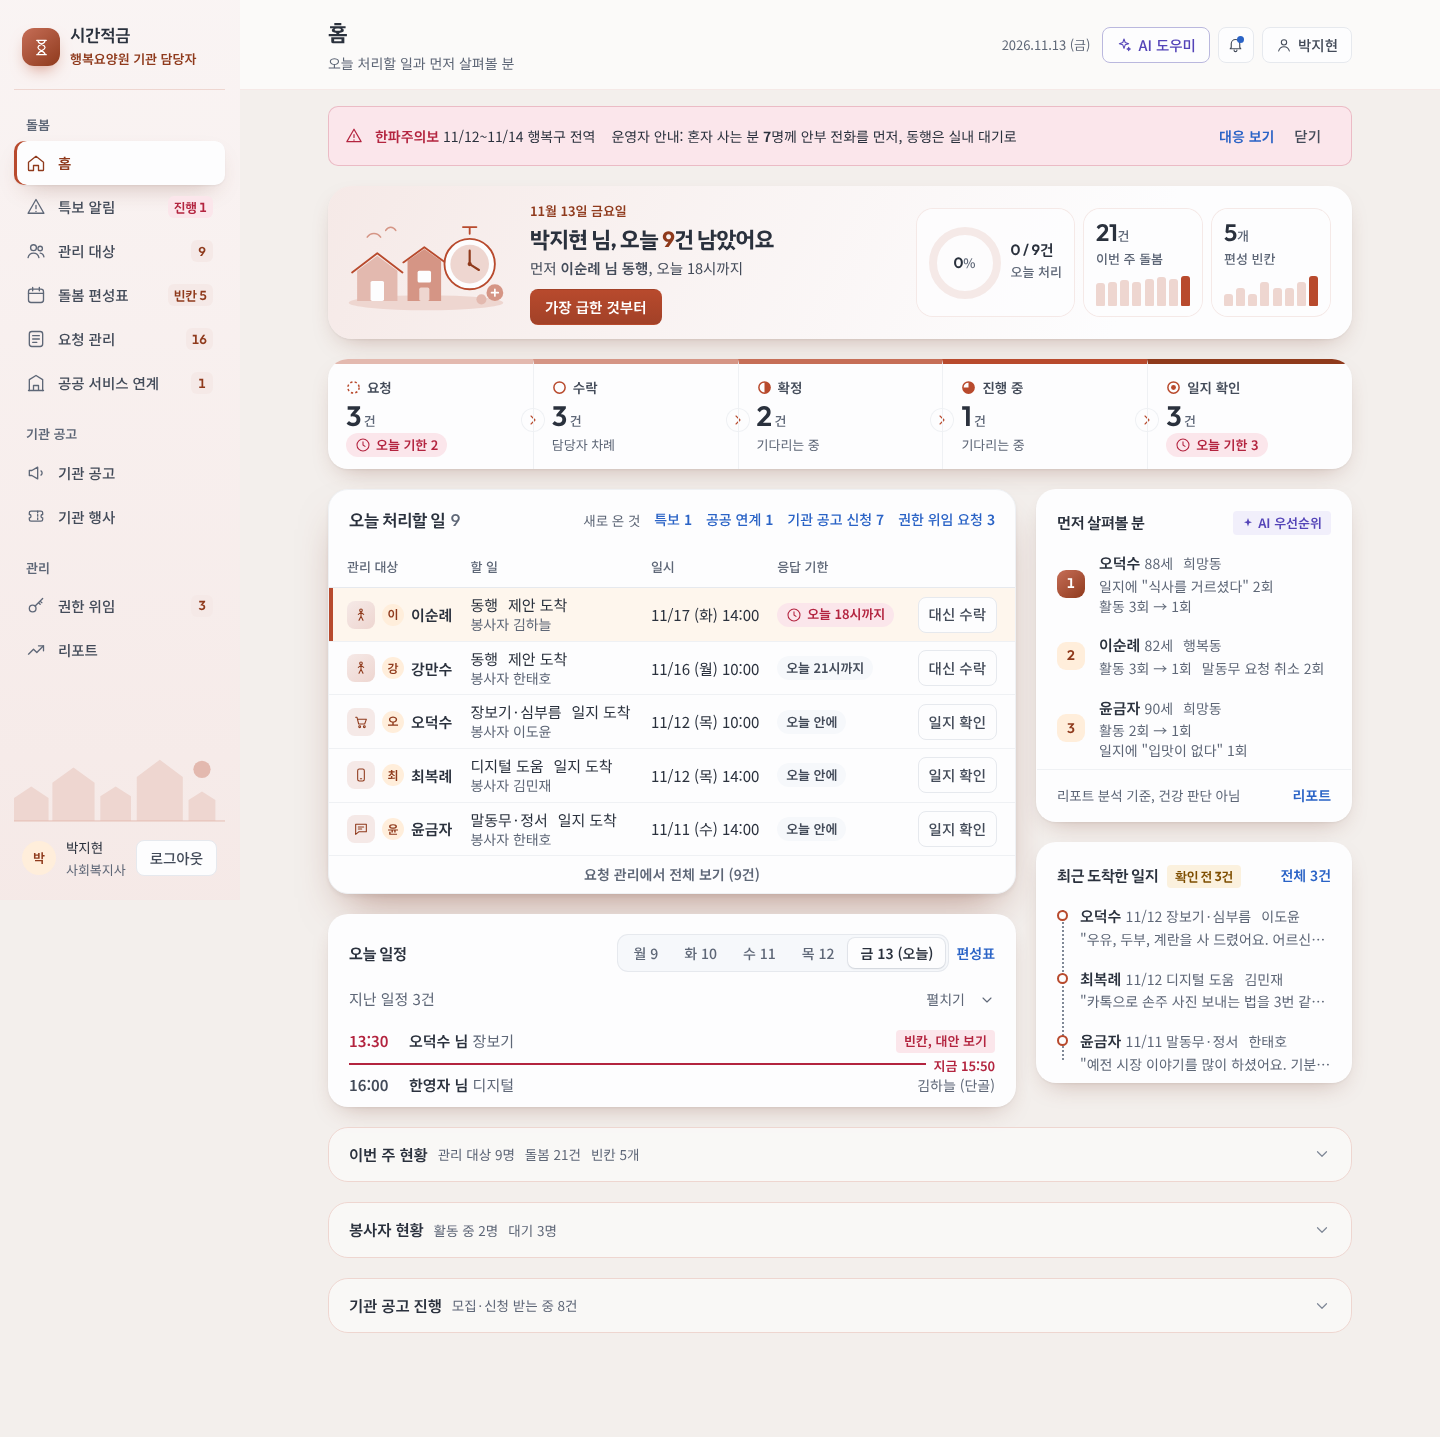 시간적금
행복요양원 기관 담당자
돌봄
홈
특보 알림 진행 1
관리 대상 9
돌봄 편성표 빈칸 5
요청 관리 16
공공 서비스 연계 1
기관 공고
기관 공고
기관 행사
관리
권한 위임 3
리포트
박 박지현
사회복지사
로그아웃
홈
오늘 처리할 일과 먼저 살펴볼 분
2026.11.13 (금)
AI 도우미
박지현
한파주의보 11/12~11/14 행복구 전역 운영자 안내: 혼자 사는 분 7명께 안부 전화를 먼저, 동행은 실내 대기로
대응 보기 닫기
11월 13일 금요일
박지현 님, 오늘 9건 남았어요
먼저 이순례 님 동행, 오늘 18시까지
가장 급한 것부터
0%
0 / 9건
오늘 처리
21건
이번 주 돌봄
5개
편성 빈칸
요청
3건
오늘 기한 2
수락
3건
담당자 차례
확정
2건
기다리는 중
진행 중
1건
기다리는 중
일지 확인
3건
오늘 기한 3
오늘 처리할 일 9
새로 온 것 특보 1 공공 연계 1 기관 공고 신청 7 권한 위임 요청 3
관리 대상 할 일 일시 응답 기한
이 이순례 동행 제안 도착 11/17 (화) 14:00 오늘 18시까지 대신 수락
봉사자 김하늘
강 강만수 동행 제안 도착 11/16 (월) 10:00 오늘 21시까지 대신 수락
봉사자 한태호
오 오덕수 장보기·심부름 일지 도착 11/12 (목) 10:00 오늘 안에 일지 확인
봉사자 이도윤
최 최복례 디지털 도움 일지 도착 11/12 (목) 14:00 오늘 안에 일지 확인
봉사자 김민재
윤 윤금자 말동무·정서 일지 도착 11/11 (수) 14:00 오늘 안에 일지 확인
봉사자 한태호
요청 관리에서 전체 보기 (9건)
먼저 살펴볼 분 AI 우선순위
1 오덕수 88세 희망동
일지에 "식사를 거르셨다" 2회
활동 3회 → 1회
2 이순례 82세 행복동
활동 3회 → 1회 말동무 요청 취소 2회
3 윤금자 90세 희망동
활동 2회 → 1회
일지에 "입맛이 없다" 1회
리포트 분석 기준, 건강 판단 아님 리포트
최근 도착한 일지 확인 전 3건 전체 3건
오덕수 11/12 장보기·심부름 이도윤
"우유, 두부, 계란을 사 드렸어요. 어르신…
최복례 11/12 디지털 도움 김민재
"카톡으로 손주 사진 보내는 법을 3번 같…
윤금자 11/11 말동무·정서 한태호
"예전 시장 이야기를 많이 하셨어요. 기분…
오늘 일정
월 9 화 10 수 11 목 12 금 13 (오늘) 편성표
지난 일정 3건 펼치기
13:30 오덕수 님 장보기 빈칸, 대안 보기
지금 15:50
16:00 한영자 님 디지털 김하늘 (단골)
이번 주 현황 관리 대상 9명 돌봄 21건 빈칸 5개
봉사자 현황 활동 중 2명 대기 3명
기관 공고 진행 모집·신청 받는 중 8건